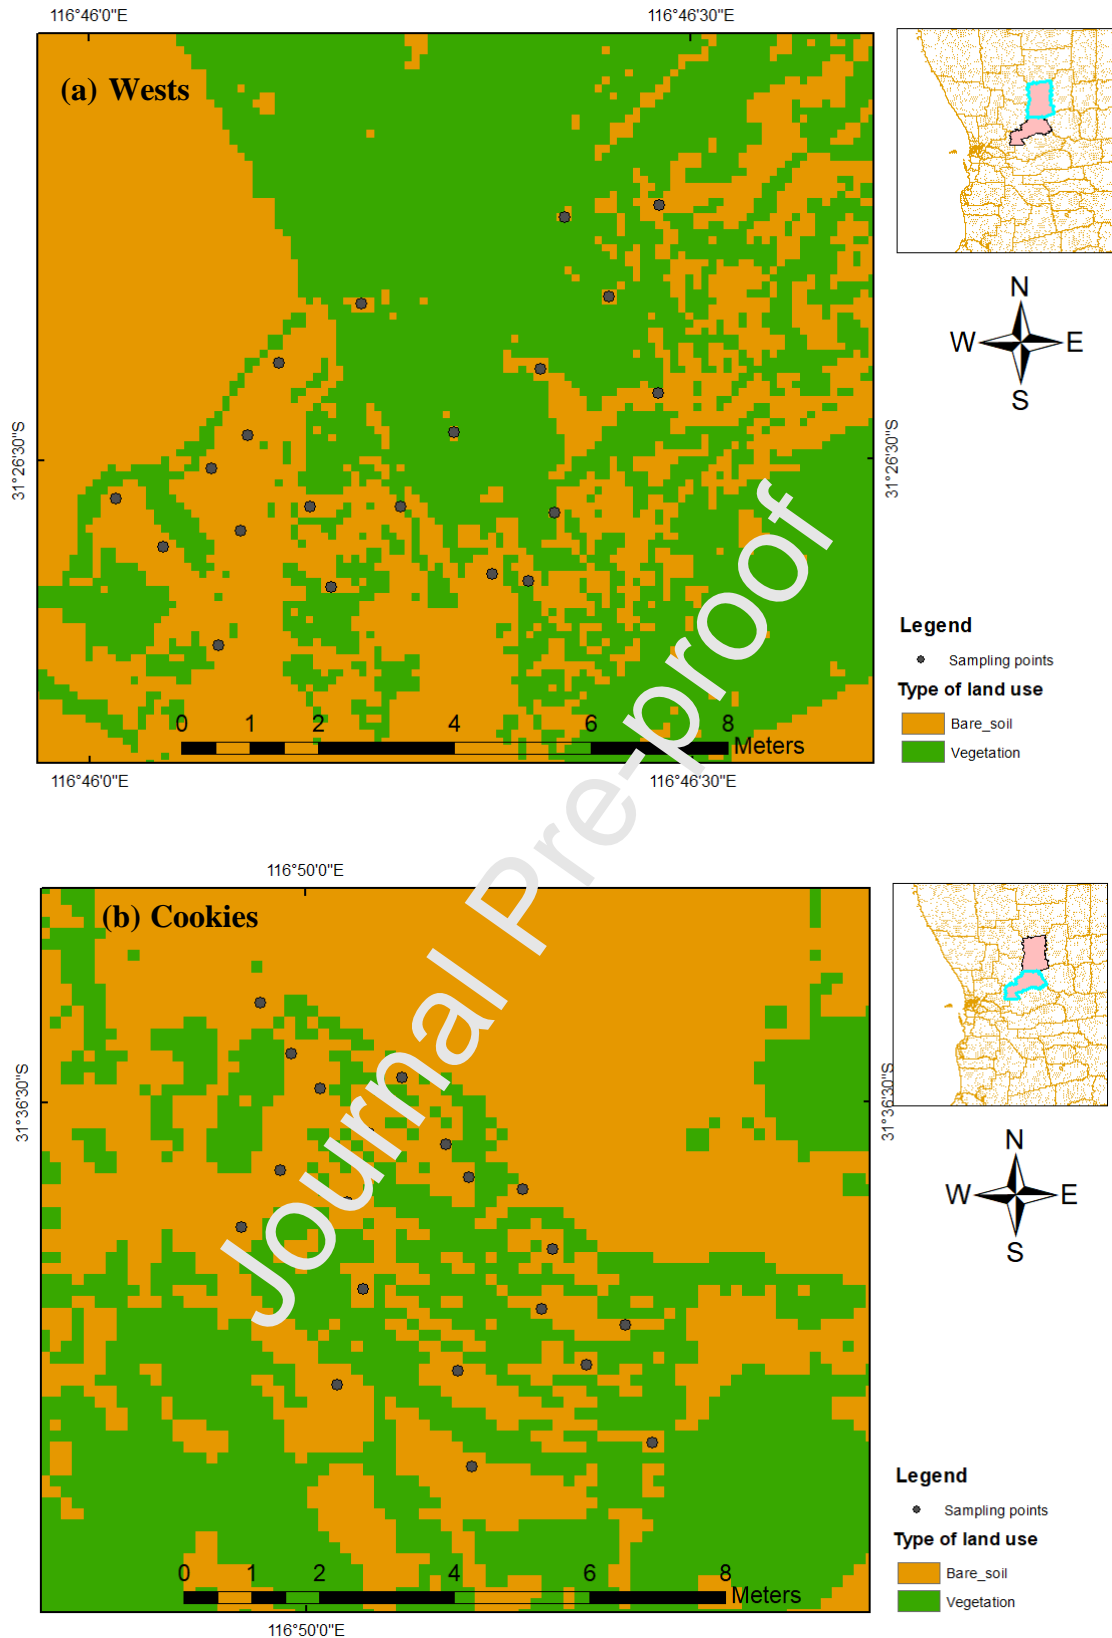 116°46'0"E 116°46'30"E
(a) Wests
N
W E
S
31°26'30"S 31°26'30"S
Legend
Sampling points
Type of land use
Bare_soil
Vegetation
0 1 2 4 6 8
Meters
116°46'0"E 116°46'30"E
Journal Pre-proof
116°50'0"E
(b) Cookies
31°36'30"S 31°36'30"S
N
W E
S
Legend
Sampling points
Type of land use
Bare_soil
Vegetation
0 1 2 4 6 8
Meters
116°50'0"E